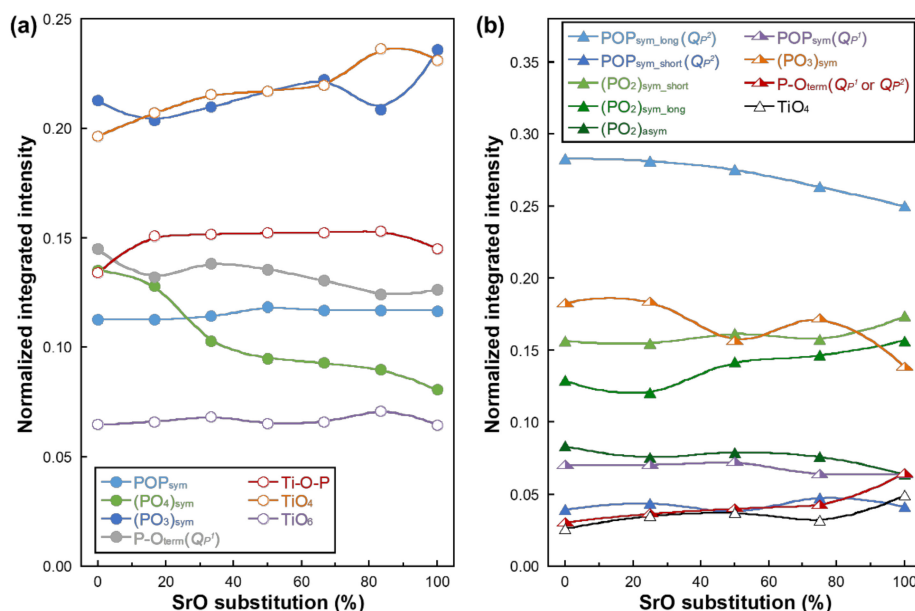 (a)
Normalized integrated intensity
0.25
0.20
0.15
0.10
0.05
0.00
0 20 40 60 80 100
SrO substitution (%)
POPsym
(PO4)sym
(PO3)sym
P-Oterm(QP1)
Ti-O-P
TiO4
TiO6
(b)
Normalized integrated intensity
0.35
0.30
0.25
0.20
0.15
0.10
0.05
0.00
0 20 40 60 80 100
SrO substitution (%)
POPsym_long(QP2)
POPsym_short(QP2)
(PO2)sym_short
(PO2)sym_long
(PO2)asym
POPsym(QP1)
(PO3)sym
P-Oterm(QP1 or QP2)
TiO4